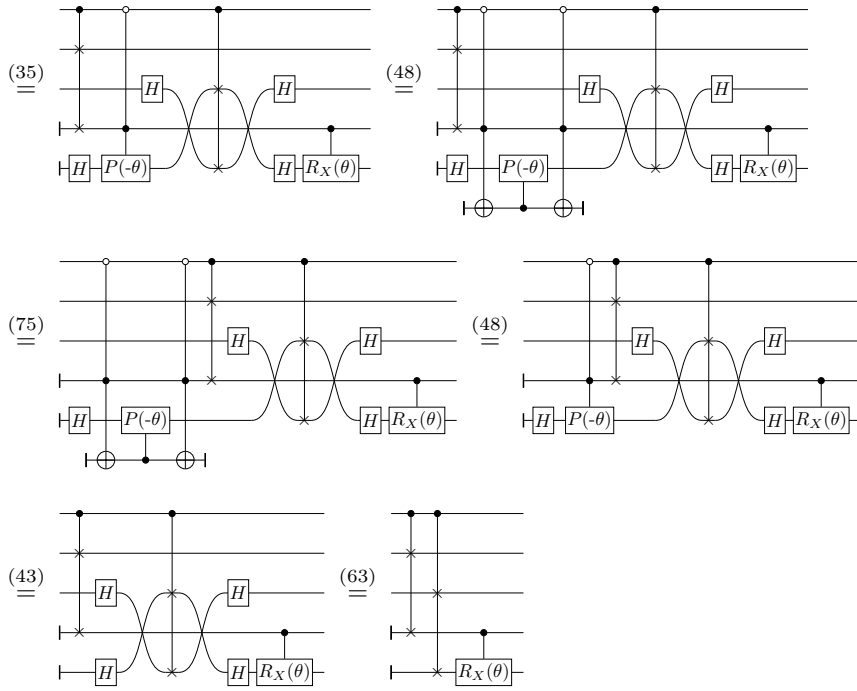 (35) = H H H P(-θ) H R_X(θ)
(48) = H H H P(-θ) H R_X(θ)
(75) = H H H P(-θ) H R_X(θ)
(48) = H H H P(-θ) H R_X(θ)
(43) = H H H H R_X(θ)
(63) = R_X(θ)